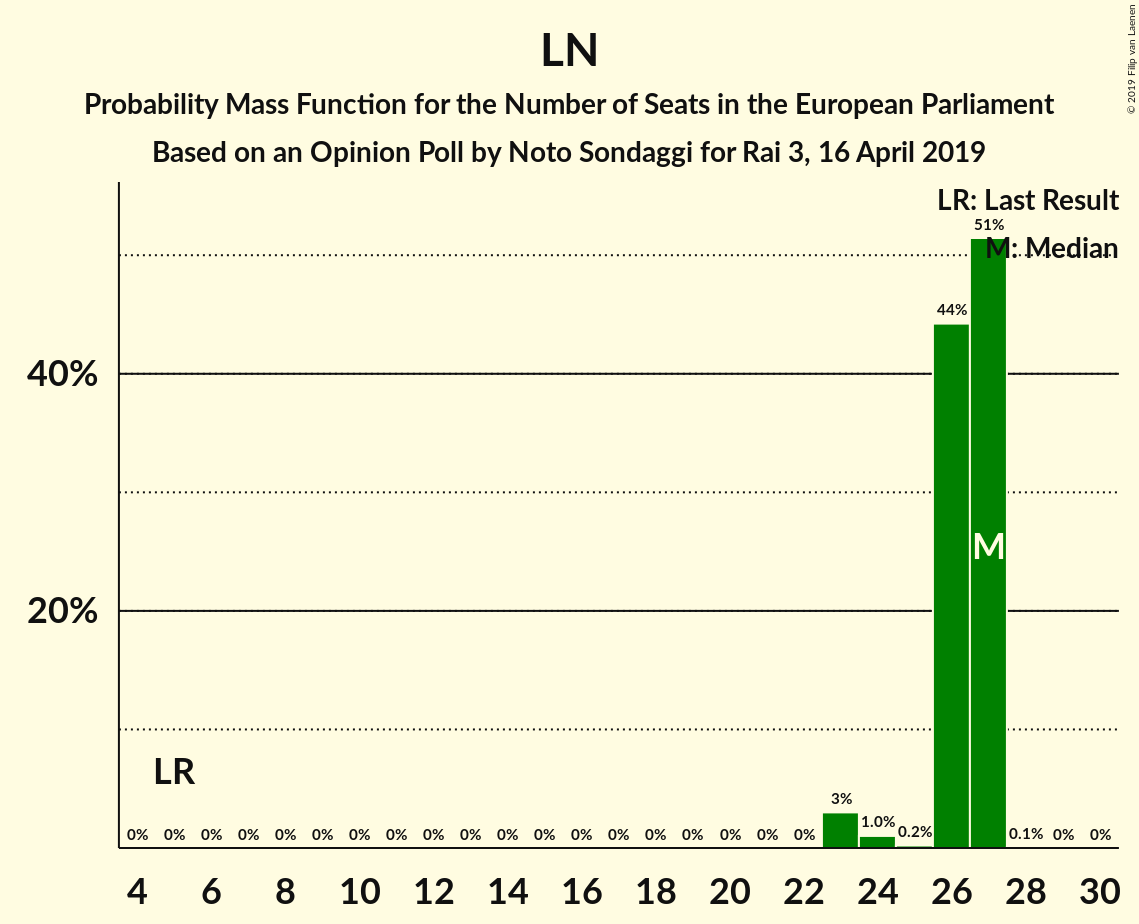 LN
Probability Mass Function for the Number of Seats in the European Parliament
Based on an Opinion Poll by Noto Sondaggi for Rai 3, 16 April 2019
© 2019 Filip van Laenen
LR: Last Result
M: Median
51%
44%
40%
M
20%
LR
3%
1.0%
0.2%
0% 0% 0% 0% 0% 0% 0% 0% 0% 0% 0% 0% 0% 0% 0% 0% 0% 0% 0% 0.1% 0% 0%
4 6 8 10 12 14 16 18 20 22 24 26 28 30